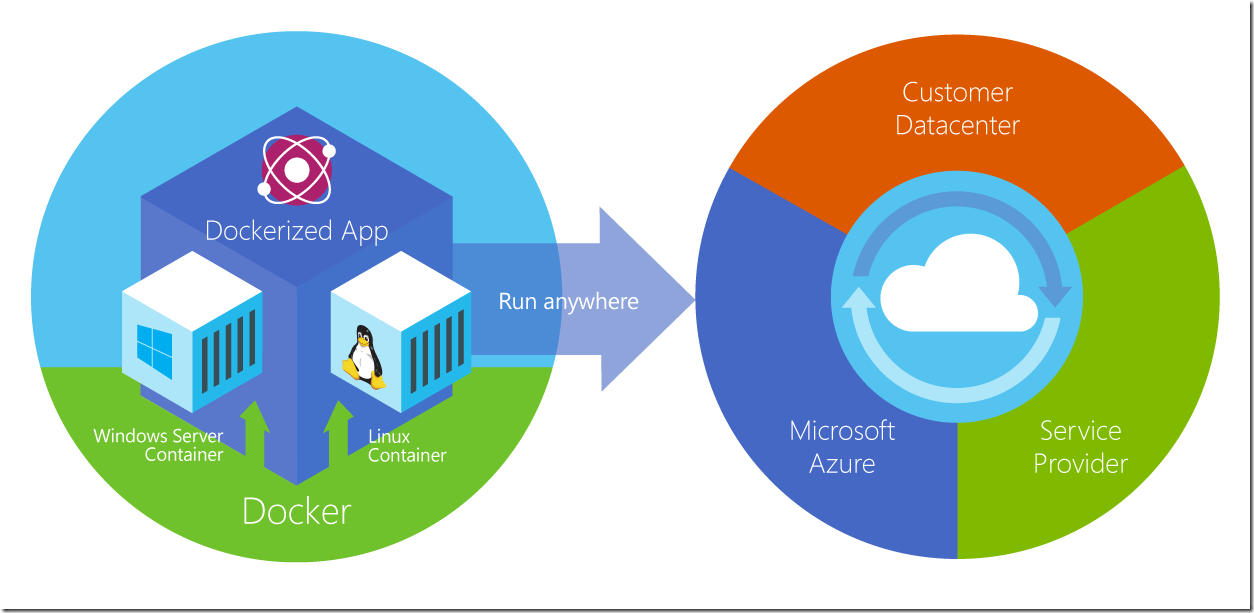 Dockerized App
Windows Server
Container
Linux
Container
Docker
Run anywhere
Customer
Datacenter
Microsoft
Azure
Service
Provider